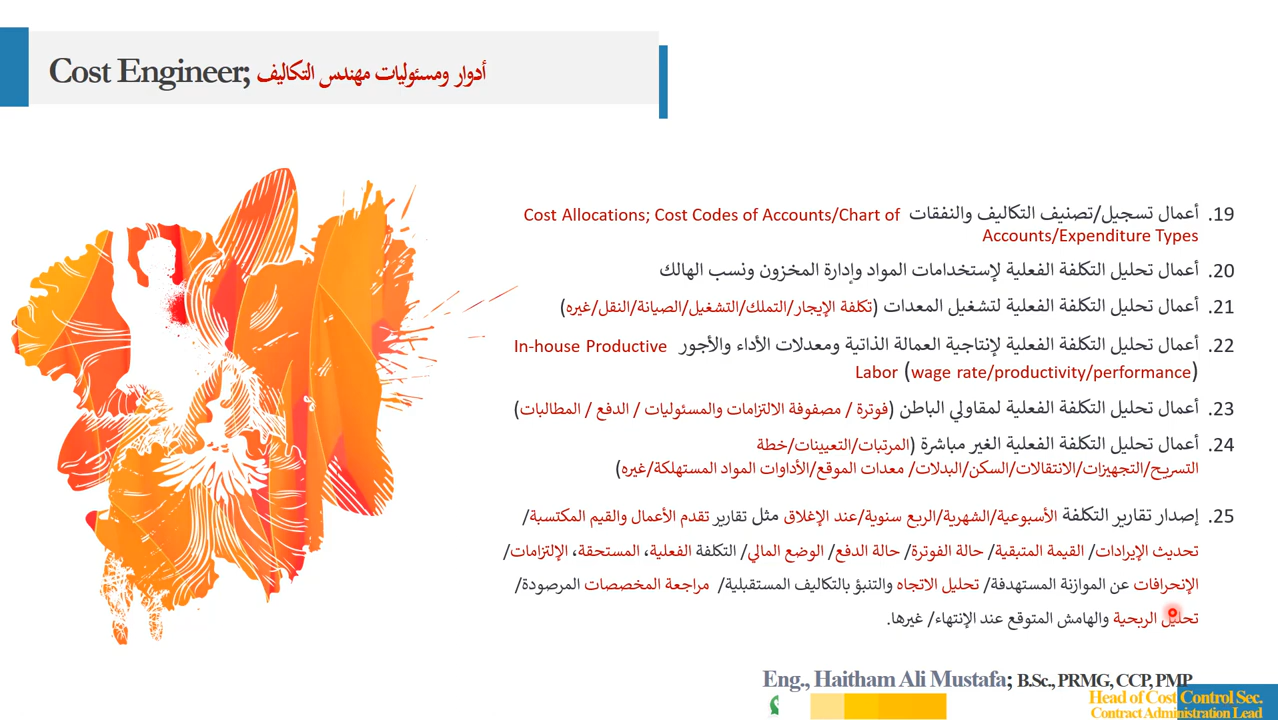 Cost Engineer; أدوار ومسئوليات مهندس التكاليف
19. أعمال تسجيل/تصنيف التكاليف والنفقات Cost Allocations; Cost Codes of Accounts/Chart of
Accounts/Expenditure Types
20. أعمال تحليل التكلفة الفعلية لإستخدامات المواد وإدارة المخزون ونسب الهالك
21. أعمال تحليل التكلفة الفعلية لتشغيل المعدات (تكلفة الإيجار/التملك/التشغيل/الصيانة/النقل/غيره)
22. أعمال تحليل التكلفة الفعلية لإنتاجية العمالة الذاتية ومعدلات الأداء والأجور In-house Productive
Labor (wage rate/productivity/performance)
23. أعمال تحليل التكلفة الفعلية لمقاولي الباطن (فوترة / مصفوفة الالتزامات والمسئوليات / الدفع / المطالبات)
24. أعمال تحليل التكلفة الفعلية الغير مباشرة (المرتبات/التعيينات/خطة
التسريح/التجهيزات/الانتقالات/السكن/البدلات/ معدات الموقع/الأداوات المواد المستهلكة/غيره)
25. إصدار تقارير التكلفة الأسبوعية/الشهرية/الربع سنوية/عند الإغلاق مثل تقارير تقدم الأعمال والقيم المكتسبة/
تحديث الإيرادات/ القيمة المتبقية/ حالة الفوترة/ حالة الدفع/ الوضع المالي/ التكلفة الفعلية، المستحقة، الإلتزامات/
الإنحرافات عن الموازنة المستهدفة/ تحليل الاتجاه والتنبؤ بالتكاليف المستقبلية/ مراجعة المخصصات المرصودة/
تحليل الربحية والهامش المتوقع عند الإنتهاء/ غيرها.
Eng., Haitham Ali Mustafa; B.Sc., PRMG, CCP, PMP
Head of Cost Control Sec.
Contract Administration Lead